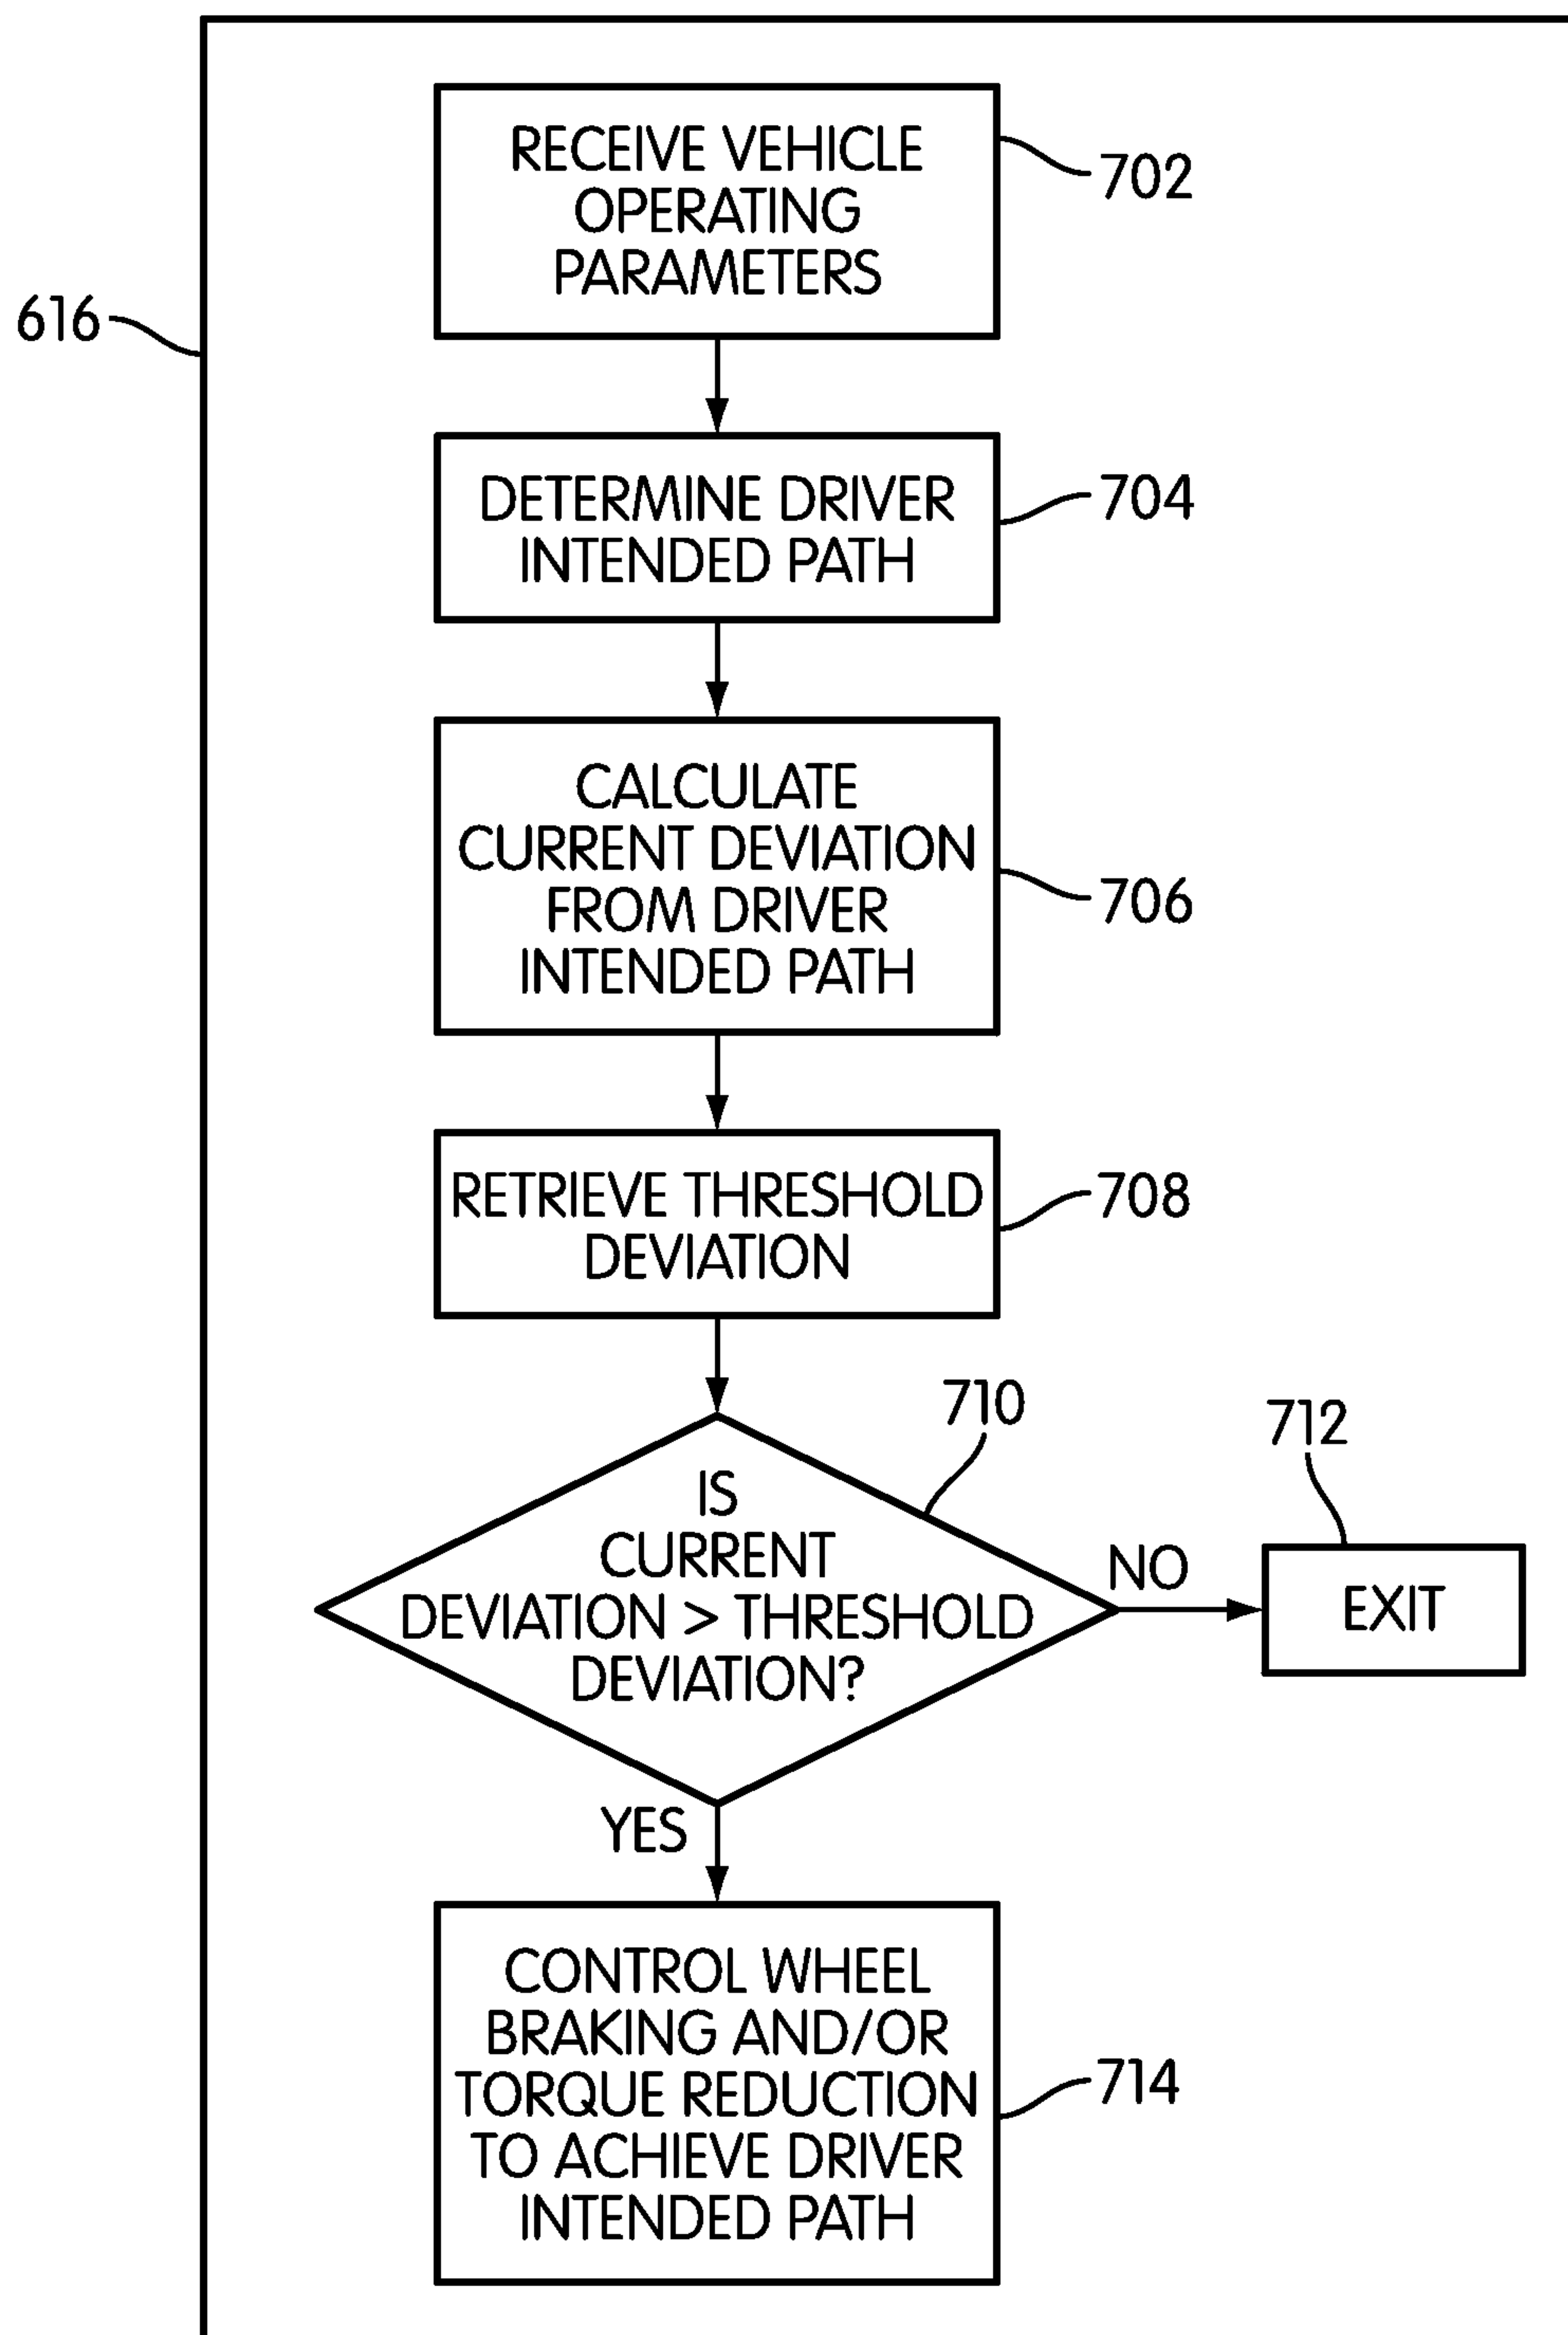 RECEIVE VEHICLE
OPERATING
PARAMETERS
702
616
DETERMINE DRIVER
INTENDED PATH
704
CALCULATE
CURRENT DEVIATION
FROM DRIVER
INTENDED PATH
706
RETRIEVE THRESHOLD
DEVIATION
708
710
712
IS
CURRENT
DEVIATION > THRESHOLD
DEVIATION?
NO
EXIT
YES
CONTROL WHEEL
BRAKING AND/OR
TORQUE REDUCTION
TO ACHIEVE DRIVER
INTENDED PATH
714